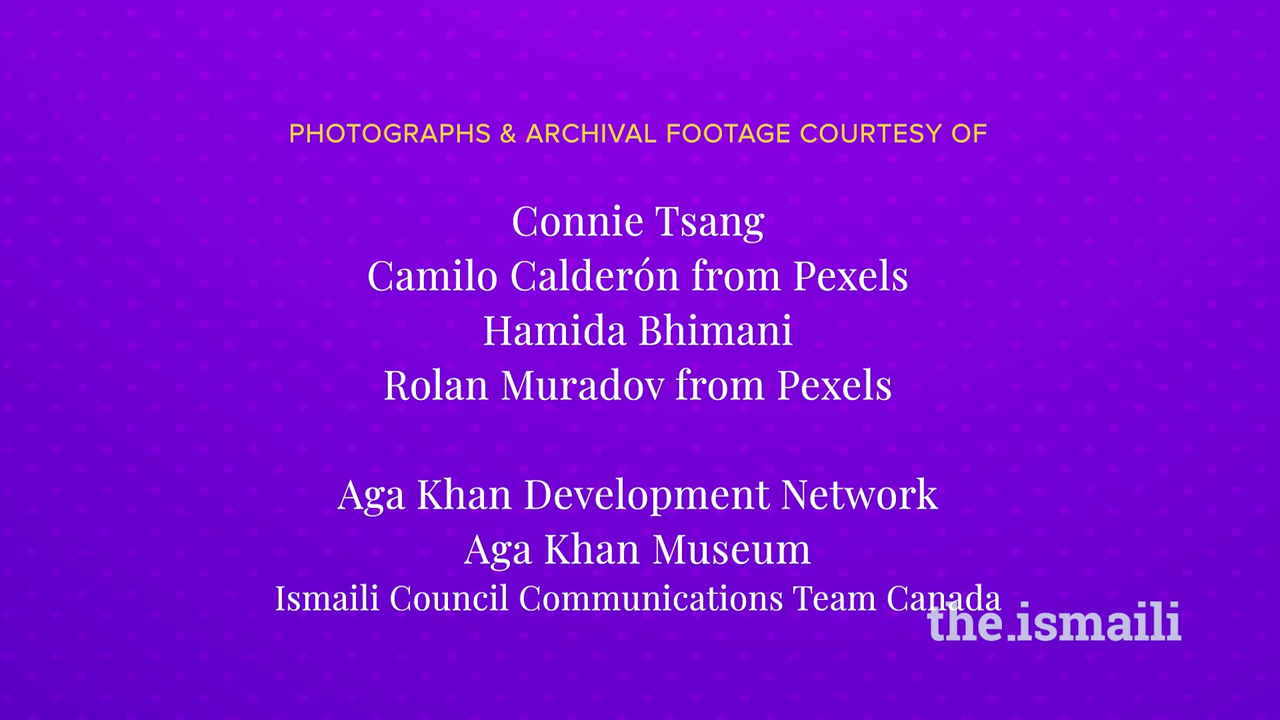 PHOTOGRAPHS & ARCHIVAL FOOTAGE COURTESY OF
Connie Tsang
Camilo Calderón from Pexels
Hamida Bhimani
Rolan Muradov from Pexels
Aga Khan Development Network
Aga Khan Museum
Ismaili Council Communications Team Canada
the.ismaili